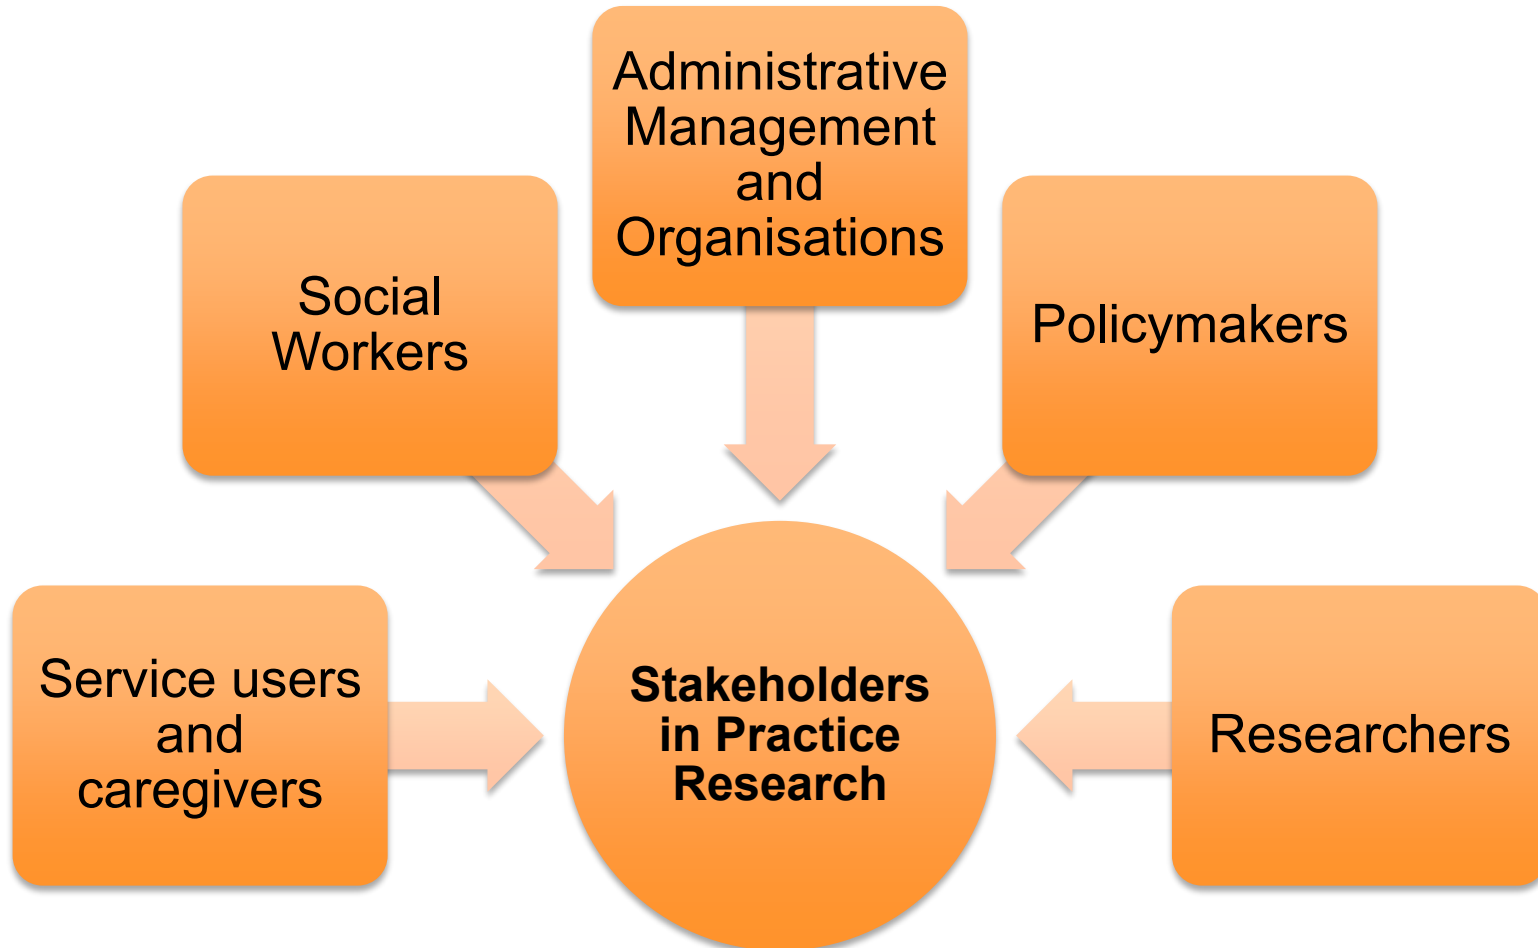 Administrative
Management
and
Organisations
Social
Workers
Policymakers
Service users
and
caregivers
Stakeholders
in Practice
Research
Researchers